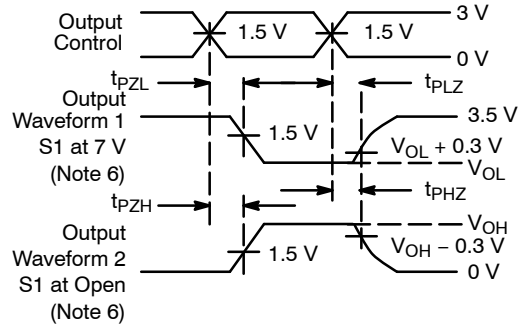 Output
Control
3 V
1.5 V
1.5 V
0 V
tPZL
tPLZ
Output
Waveform 1
S1 at 7 V
(Note 6)
3.5 V
1.5 V
VOL + 0.3 V
VOL
tPZH
tPHZ
Output
Waveform 2
S1 at Open
(Note 6)
VOH
1.5 V
VOH − 0.3 V
0 V